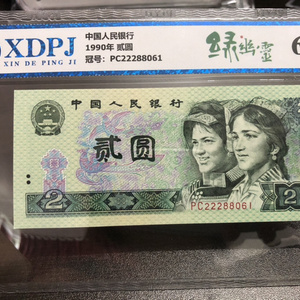 XDPJ
XIN DE PING JI
中国人民银行
1990年 贰圆
冠号：PC22288061
绿幽灵
6
中国人民银行
贰圆
2
2
PC22288061